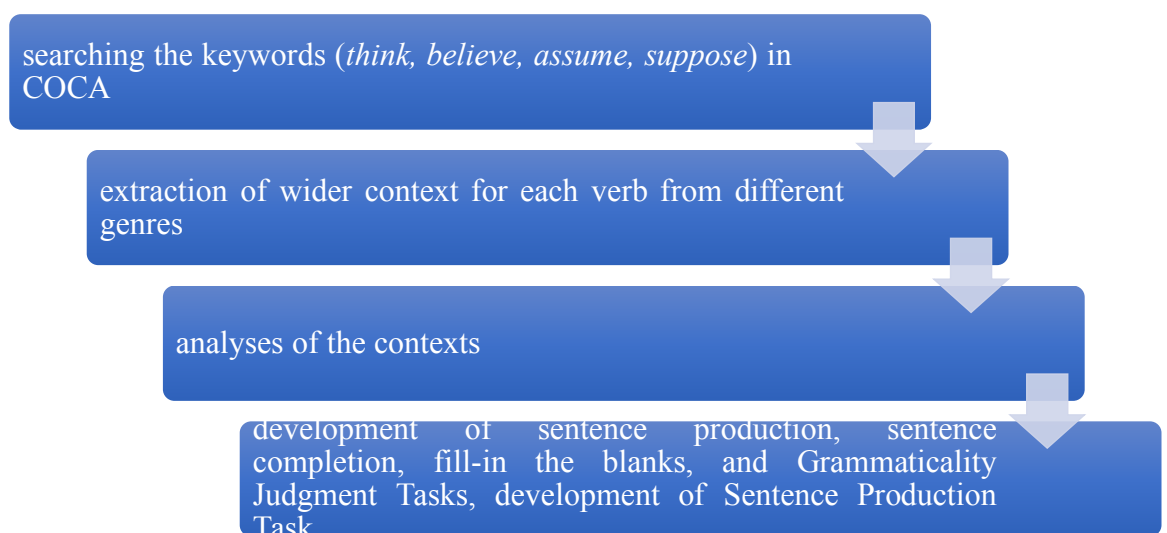 searching the keywords (think, believe, assume, suppose) in
COCA
extraction of wider context for each verb from different
genres
analyses of the contexts
development of sentence production, sentence
completion, fill-in the blanks, and Grammaticality
Judgment Tasks, development of Sentence Production
Task